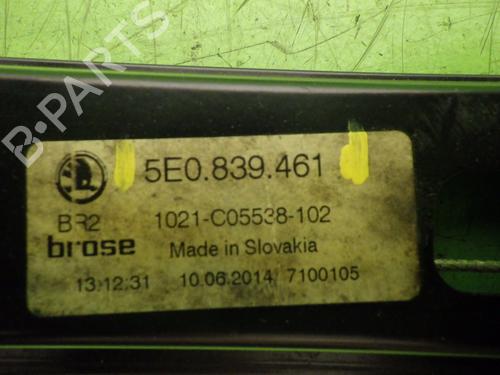 B-PARTS
5E0.839.461
BR2 1021-C05538-102
brose Made in Slovakia
13:12:31 10.06.2014 7100105